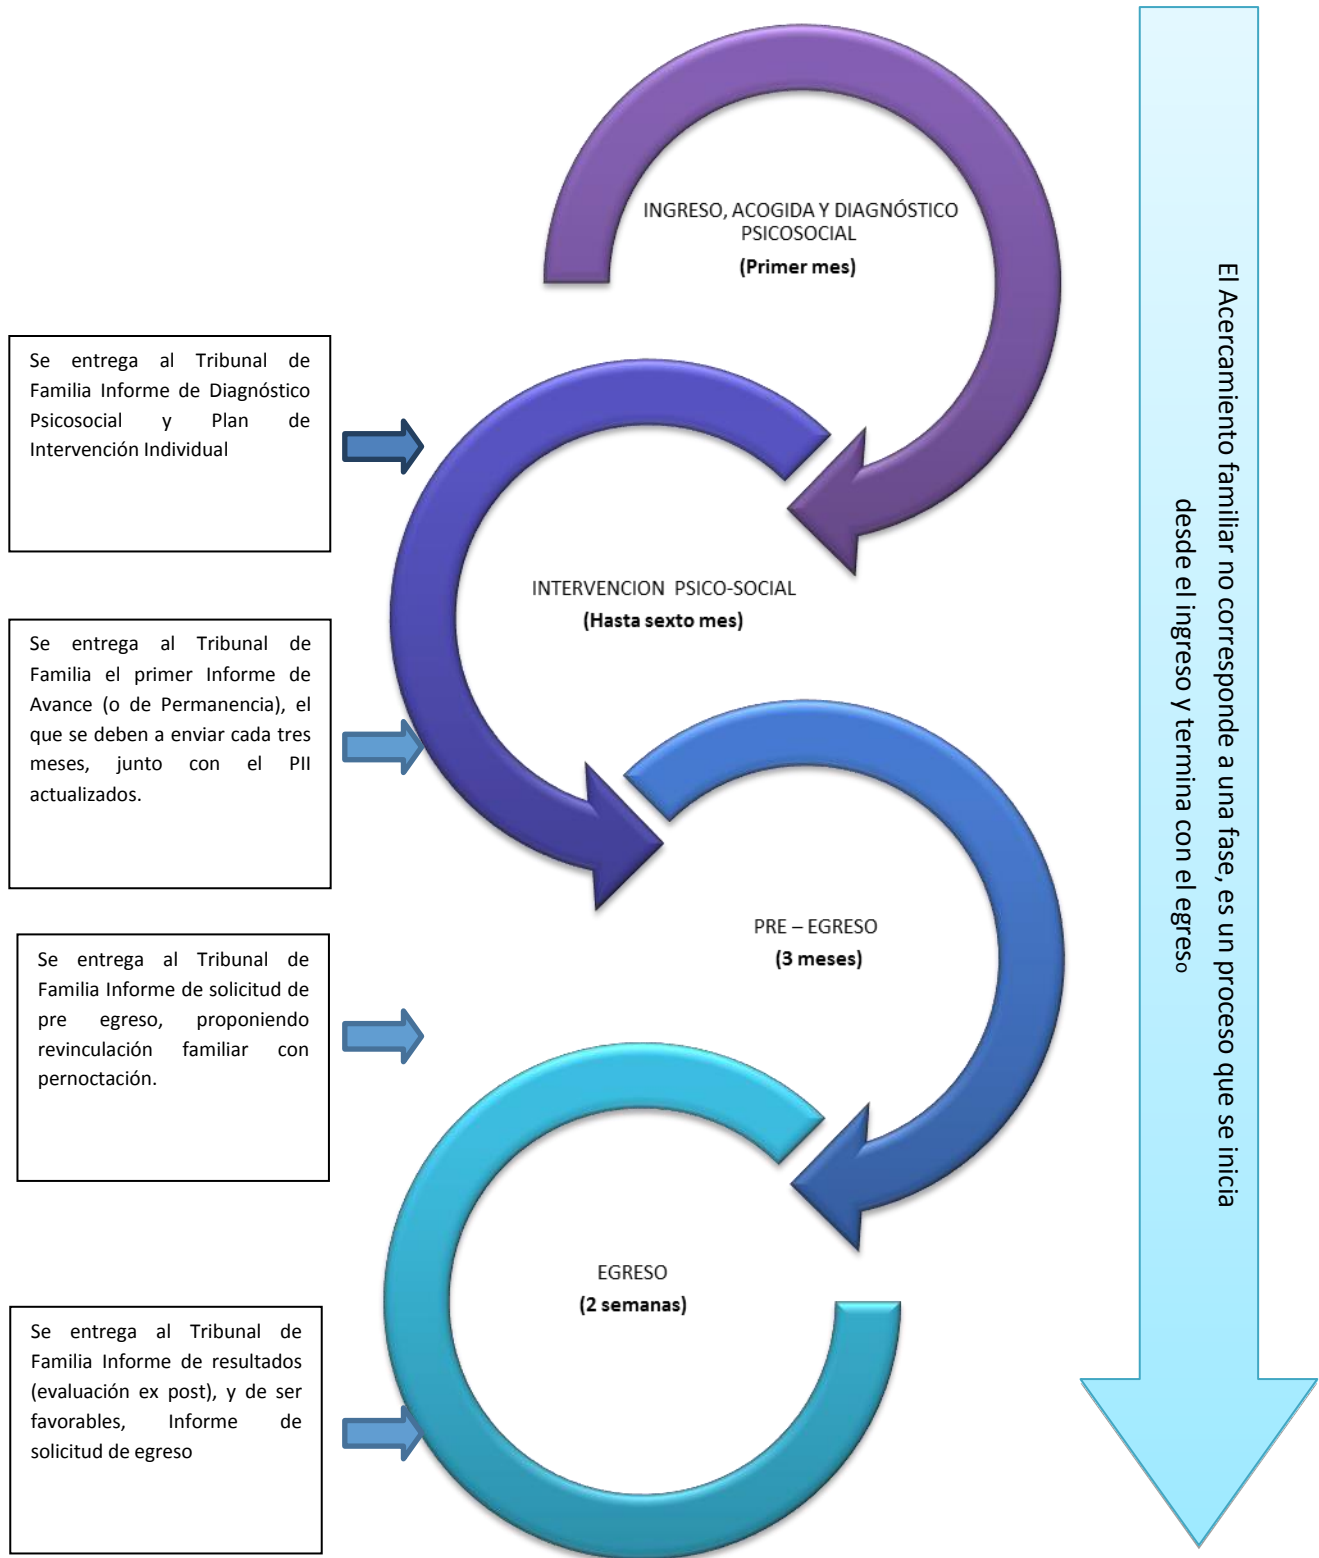 INGRESO, ACOGIDA Y DIAGNÓSTICO
PSICOSOCIAL
(Primer mes)
Se entrega al Tribunal de
Familia Informe de Diagnóstico
Psicosocial y Plan de
Intervención Individual
INTERVENCION PSICO-SOCIAL
(Hasta sexto mes)
Se entrega al Tribunal de
Familia el primer Informe de
Avance (o de Permanencia), el
que se deben a enviar cada tres
meses, junto con el PII
actualizados.
PRE – EGRESO
(3 meses)
Se entrega al Tribunal de
Familia Informe de solicitud de
pre egreso, proponiendo
revinculación familiar con
pernoctación.
EGRESO
(2 semanas)
Se entrega al Tribunal de
Familia Informe de resultados
(evaluación ex post), y de ser
favorables, Informe de
solicitud de egreso
El Acercamiento familiar no corresponde a una fase, es un proceso que se inicia
desde el ingreso y termina con el egreso